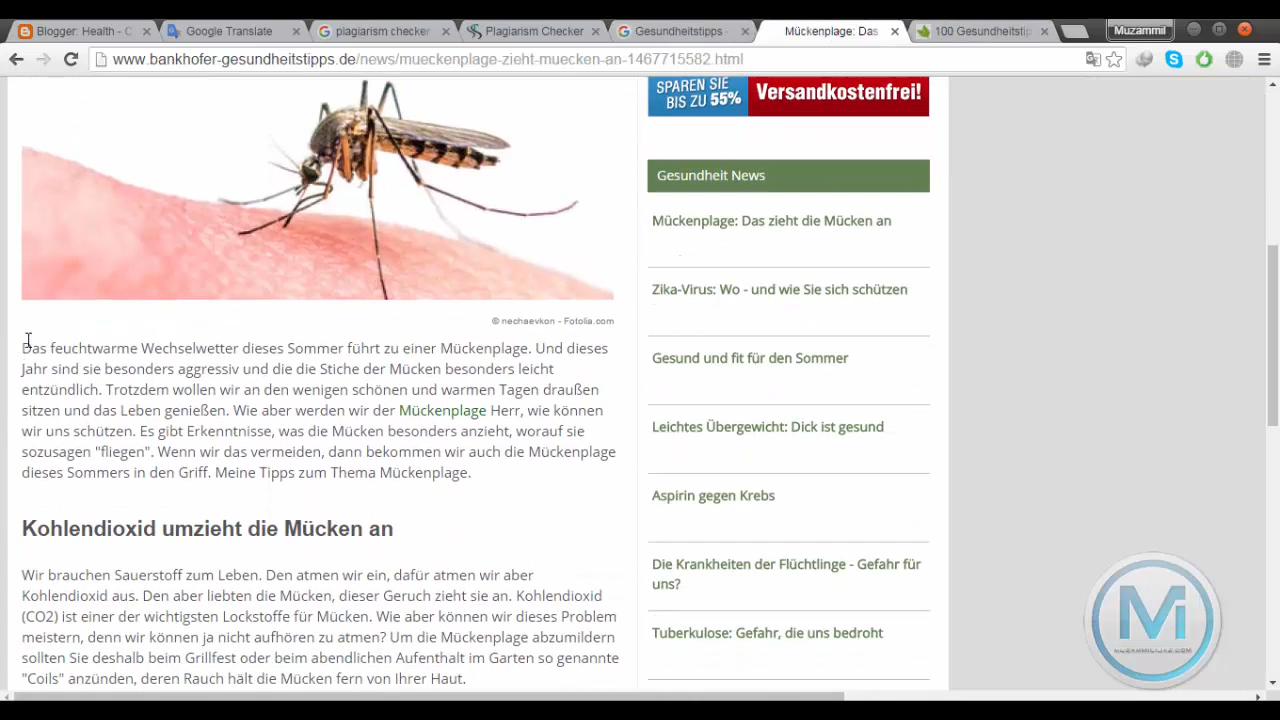 Blogger: Health - C
Google Translate
plagiarism checker
Plagiarism Checker
Gesundheitstipps -
Mückenplage: Das
100 Gesundheitstip
Muzammil
www.bankhofer-gesundheitstipps.de/news/mueckenplage-zieht-muecken-an-1467715582.html
SPAREN SIE
BIS ZU 55%
Versandkostenfrei!
Gesundheit News
Mückenplage: Das zieht die Mücken an
Zika-Virus: Wo - und wie Sie sich schützen
Gesund und fit für den Sommer
Leichtes Übergewicht: Dick ist gesund
Aspirin gegen Krebs
Die Krankheiten der Flüchtlinge - Gefahr für
uns?
Tuberkulose: Gefahr, die uns bedroht
© nechaevkon - Fotolia.com
Das feuchtwarme Wechselwetter dieses Sommer führt zu einer Mückenplage. Und dieses
Jahr sind sie besonders aggressiv und die die Stiche der Mücken besonders leicht
entzündlich. Trotzdem wollen wir an den wenigen schönen und warmen Tagen draußen
sitzen und das Leben genießen. Wie aber werden wir der Mückenplage Herr, wie können
wir uns schützen. Es gibt Erkenntnisse, was die Mücken besonders anzieht, worauf sie
sozusagen "fliegen". Wenn wir das vermeiden, dann bekommen wir auch die Mückenplage
dieses Sommers in den Griff. Meine Tipps zum Thema Mückenplage.
Kohlendioxid umzieht die Mücken an
Wir brauchen Sauerstoff zum Leben. Den atmen wir ein, dafür atmen wir aber
Kohlendioxid aus. Den aber liebten die Mücken, dieser Geruch zieht sie an. Kohlendioxid
(CO2) ist einer der wichtigsten Lockstoffe für Mücken. Wie aber können wir dieses Problem
meistern, denn wir können ja nicht aufhören zu atmen? Um die Mückenplage abzumildern
sollten Sie deshalb beim Grillfest oder beim abendlichen Aufenthalt im Garten so genannte
"Coils" anzünden, deren Rauch hält die Mücken fern von Ihrer Haut.